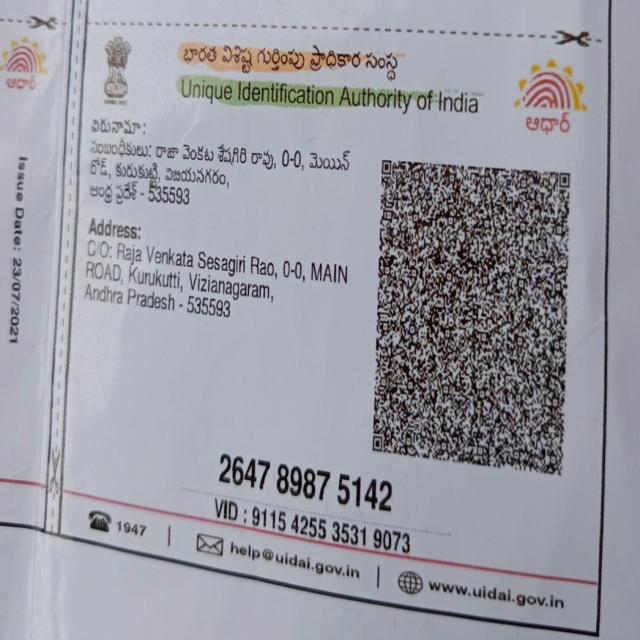 భారత విశిష్ట గుర్తింపు ప్రాధికార సంస్థ
Unique Identification Authority of India
ఆధార్
ఆధార్
చిరునామా:
సంబంధీకులు: రాజా వెంకట శేషగిరి రావు, 0-0, మెయిన్
రోడ్, కురుకుట్టి, విజయనగరం,
ఆంధ్ర ప్రదేశ్ - 535593
Address:
C/O: Raja Venkata Sesagiri Rao, 0-0, MAIN
ROAD, Kurukutti, Vizianagaram,
Andhra Pradesh - 535593
Issue Date: 23/07/2021
2647 8987 5142
VID : 9115 4255 3531 9073
1947
help@uidai.gov.in
www.uidai.gov.in